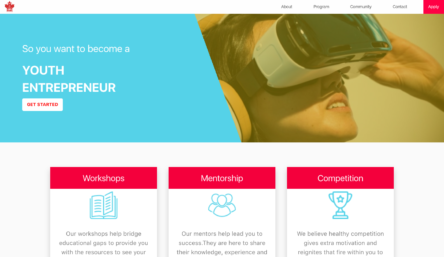 About Program Community Contact Apply
So you want to become a
YOUTH
ENTREPRENEUR
GET STARTED
Workshops Mentorship Competition
Our workshops help bridge
educational gaps to provide you
with the resources to see your
Our mentors help lead you to
success.They are here to share
their knowledge, experience and
We believe healthy competition
gives extra motivation and
reignites that fire within you to